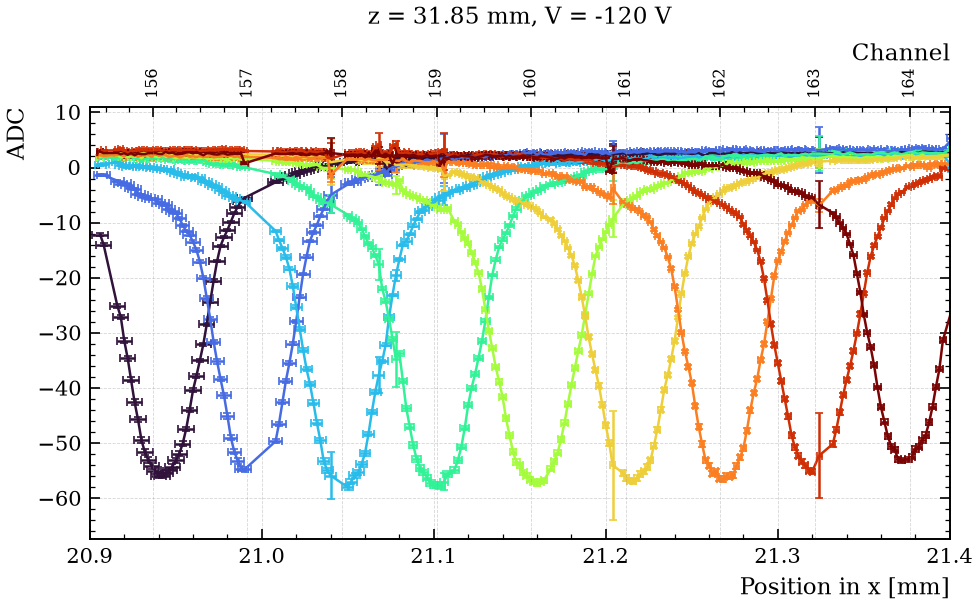 z = 31.85 mm, V = -120 V
Channel
156 157 158 159 160 161 162 163 164
ADC
10
0
−10
−20
−30
−40
−50
−60
20.9 21.0 21.1 21.2 21.3 21.4
Position in x [mm]